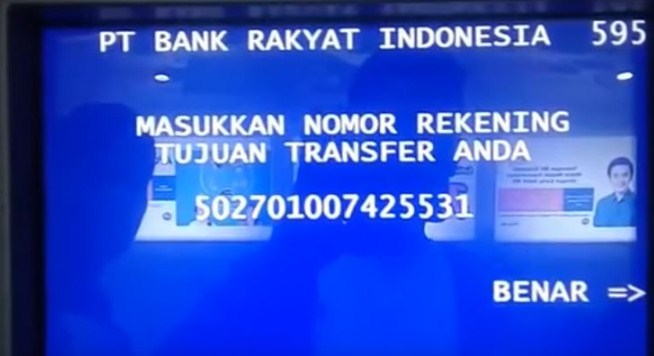 PT BANK RAKYAT INDONESIA 595
MASUKKAN NOMOR REKENING
TUJUAN TRANSFER ANDA
502701007425531
BENAR =>